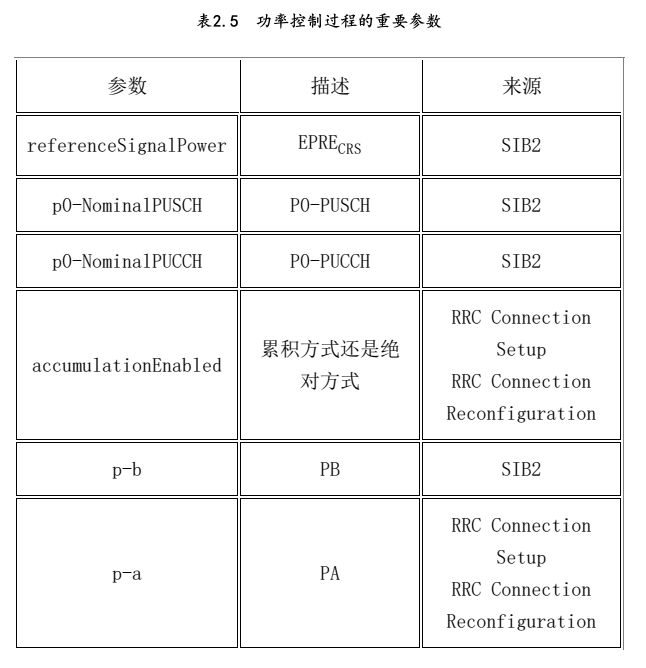 表2.5 功率控制过程的重要参数
参数 描述 来源
referenceSignalPower EPRE_CRS SIB2
p0-NominalPUSCH P0-PUSCH SIB2
p0-NominalPUCCH P0-PUCCH SIB2
accumulationEnabled 累积方式还是绝
对方式 RRC Connection
Setup
RRC Connection
Reconfiguration
p-b PB SIB2
p-a PA RRC Connection
Setup
RRC Connection
Reconfiguration